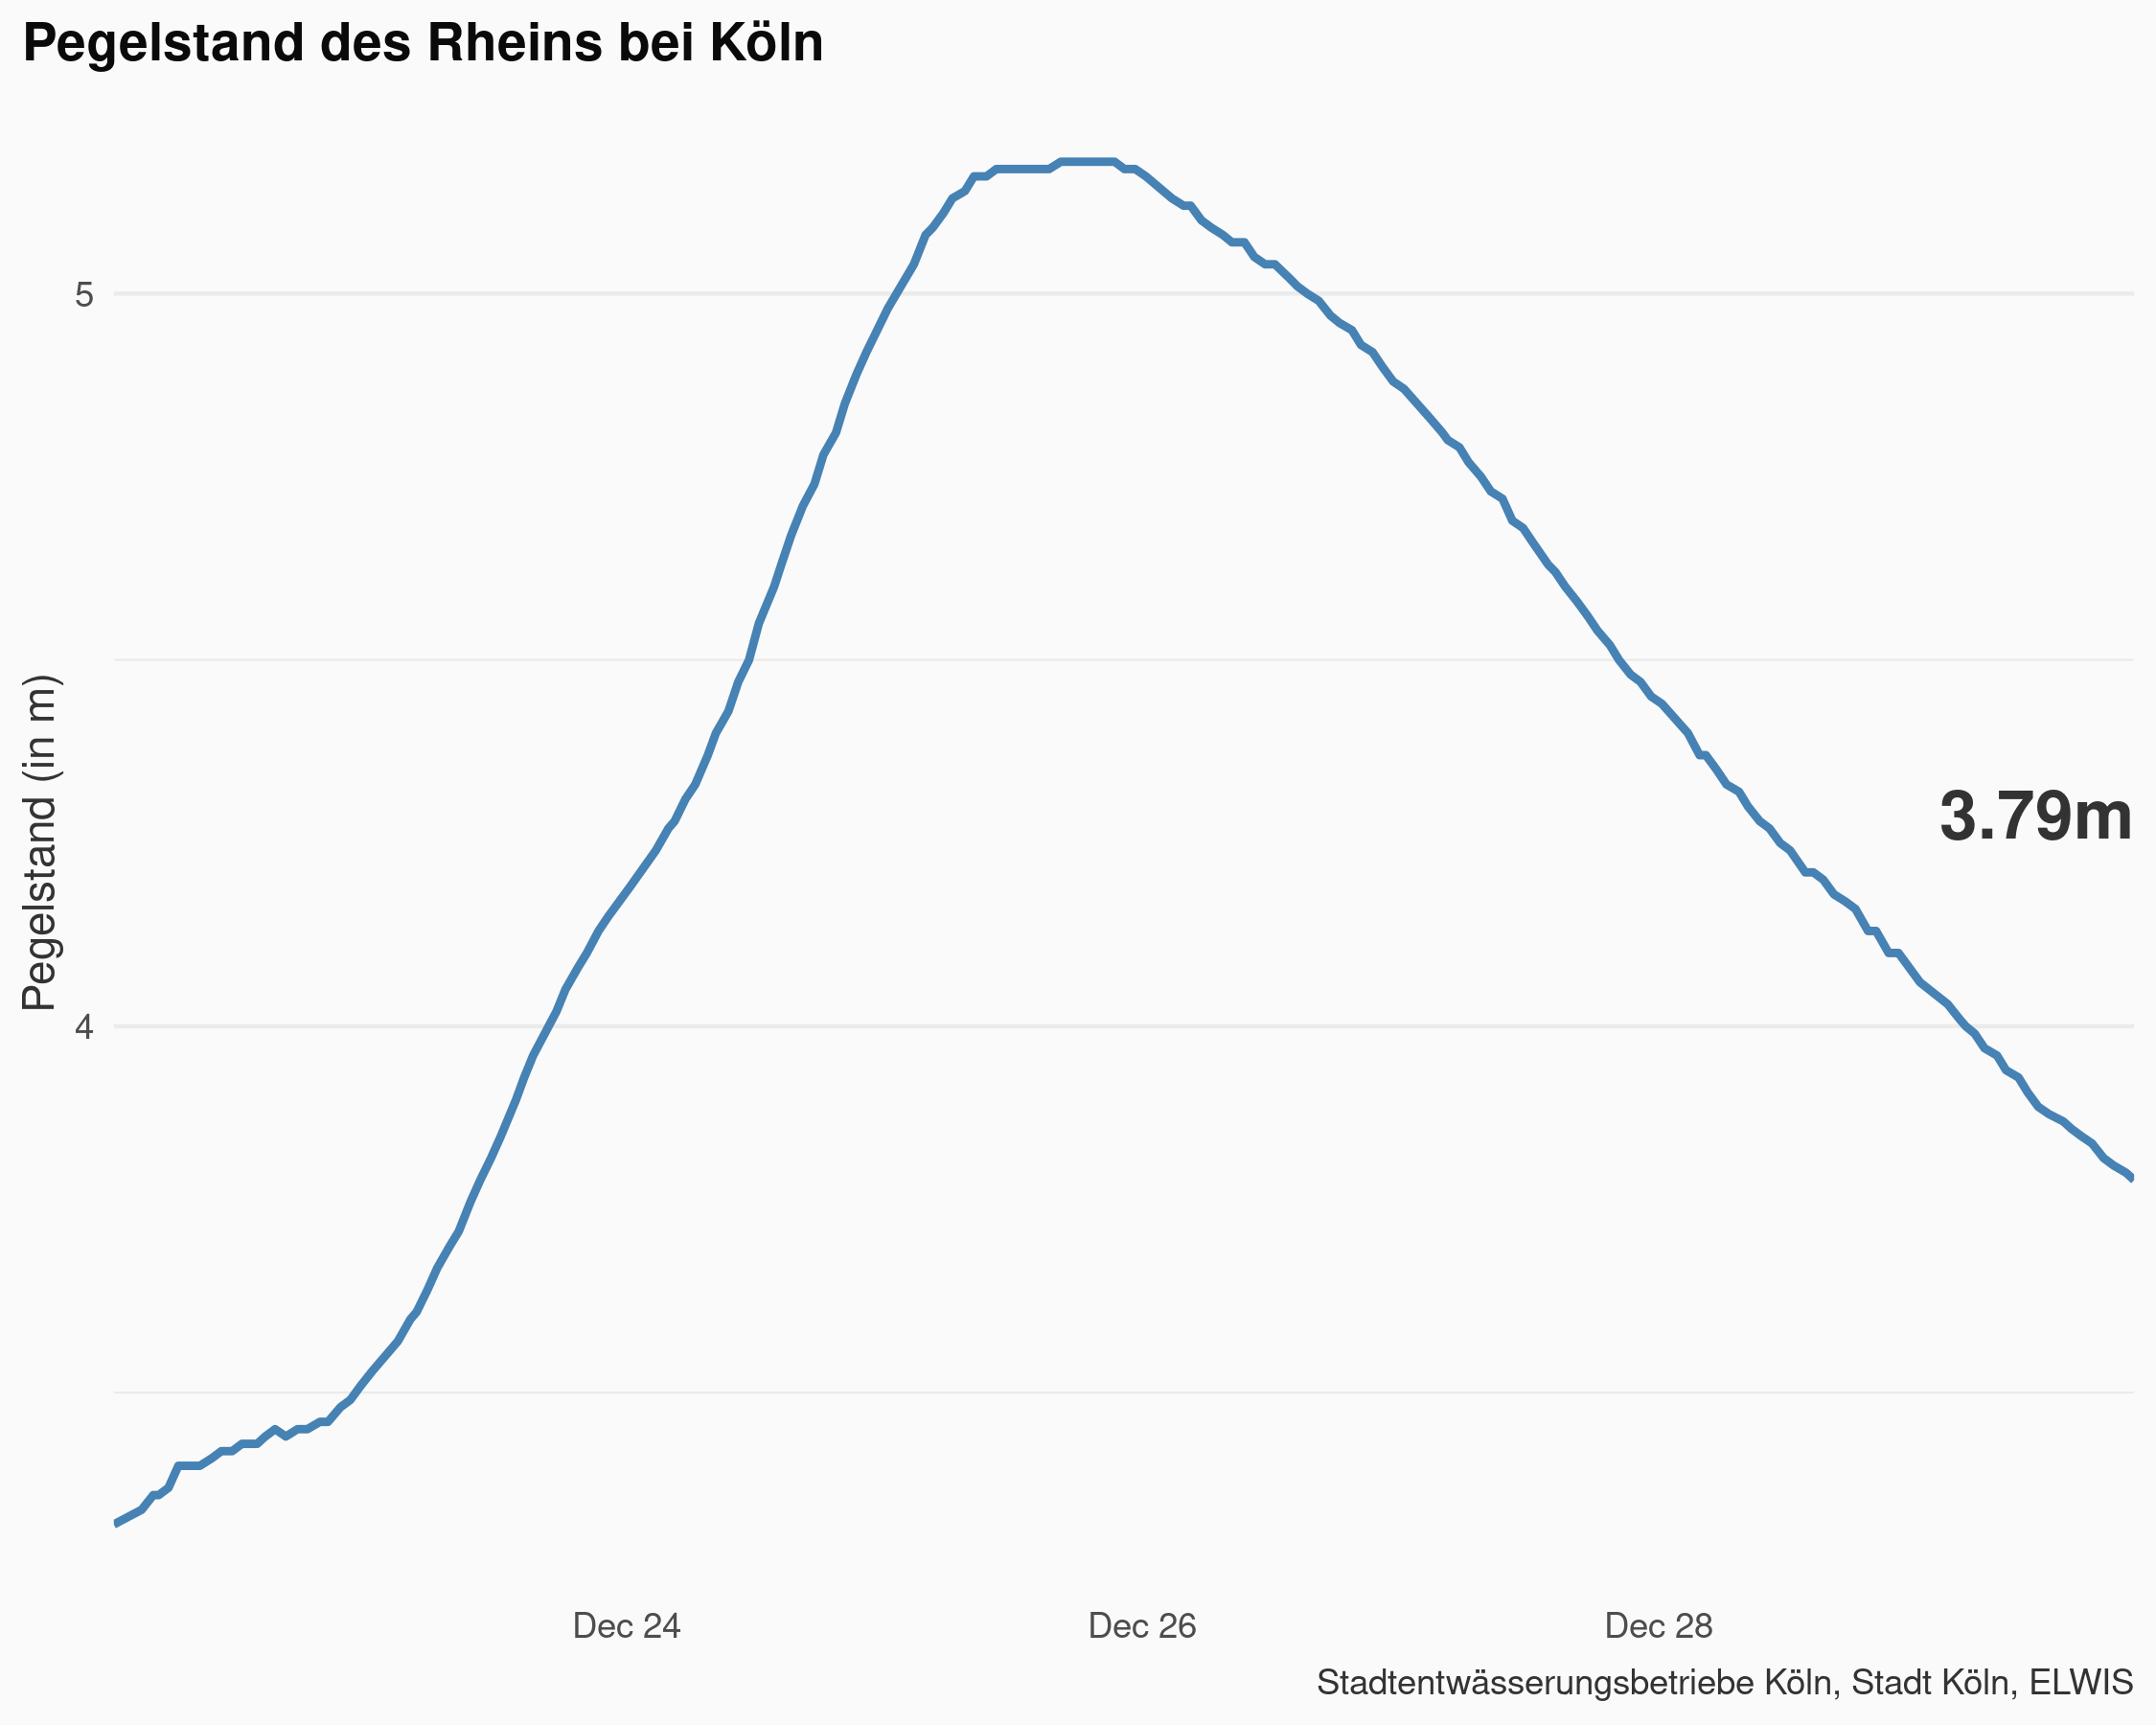 Pegelstand des Rheins bei Köln
Pegelstand (in m)
5
4
3.79m
Dec 24
Dec 26
Dec 28
Stadtentwässerungsbetriebe Köln, Stadt Köln, ELWIS